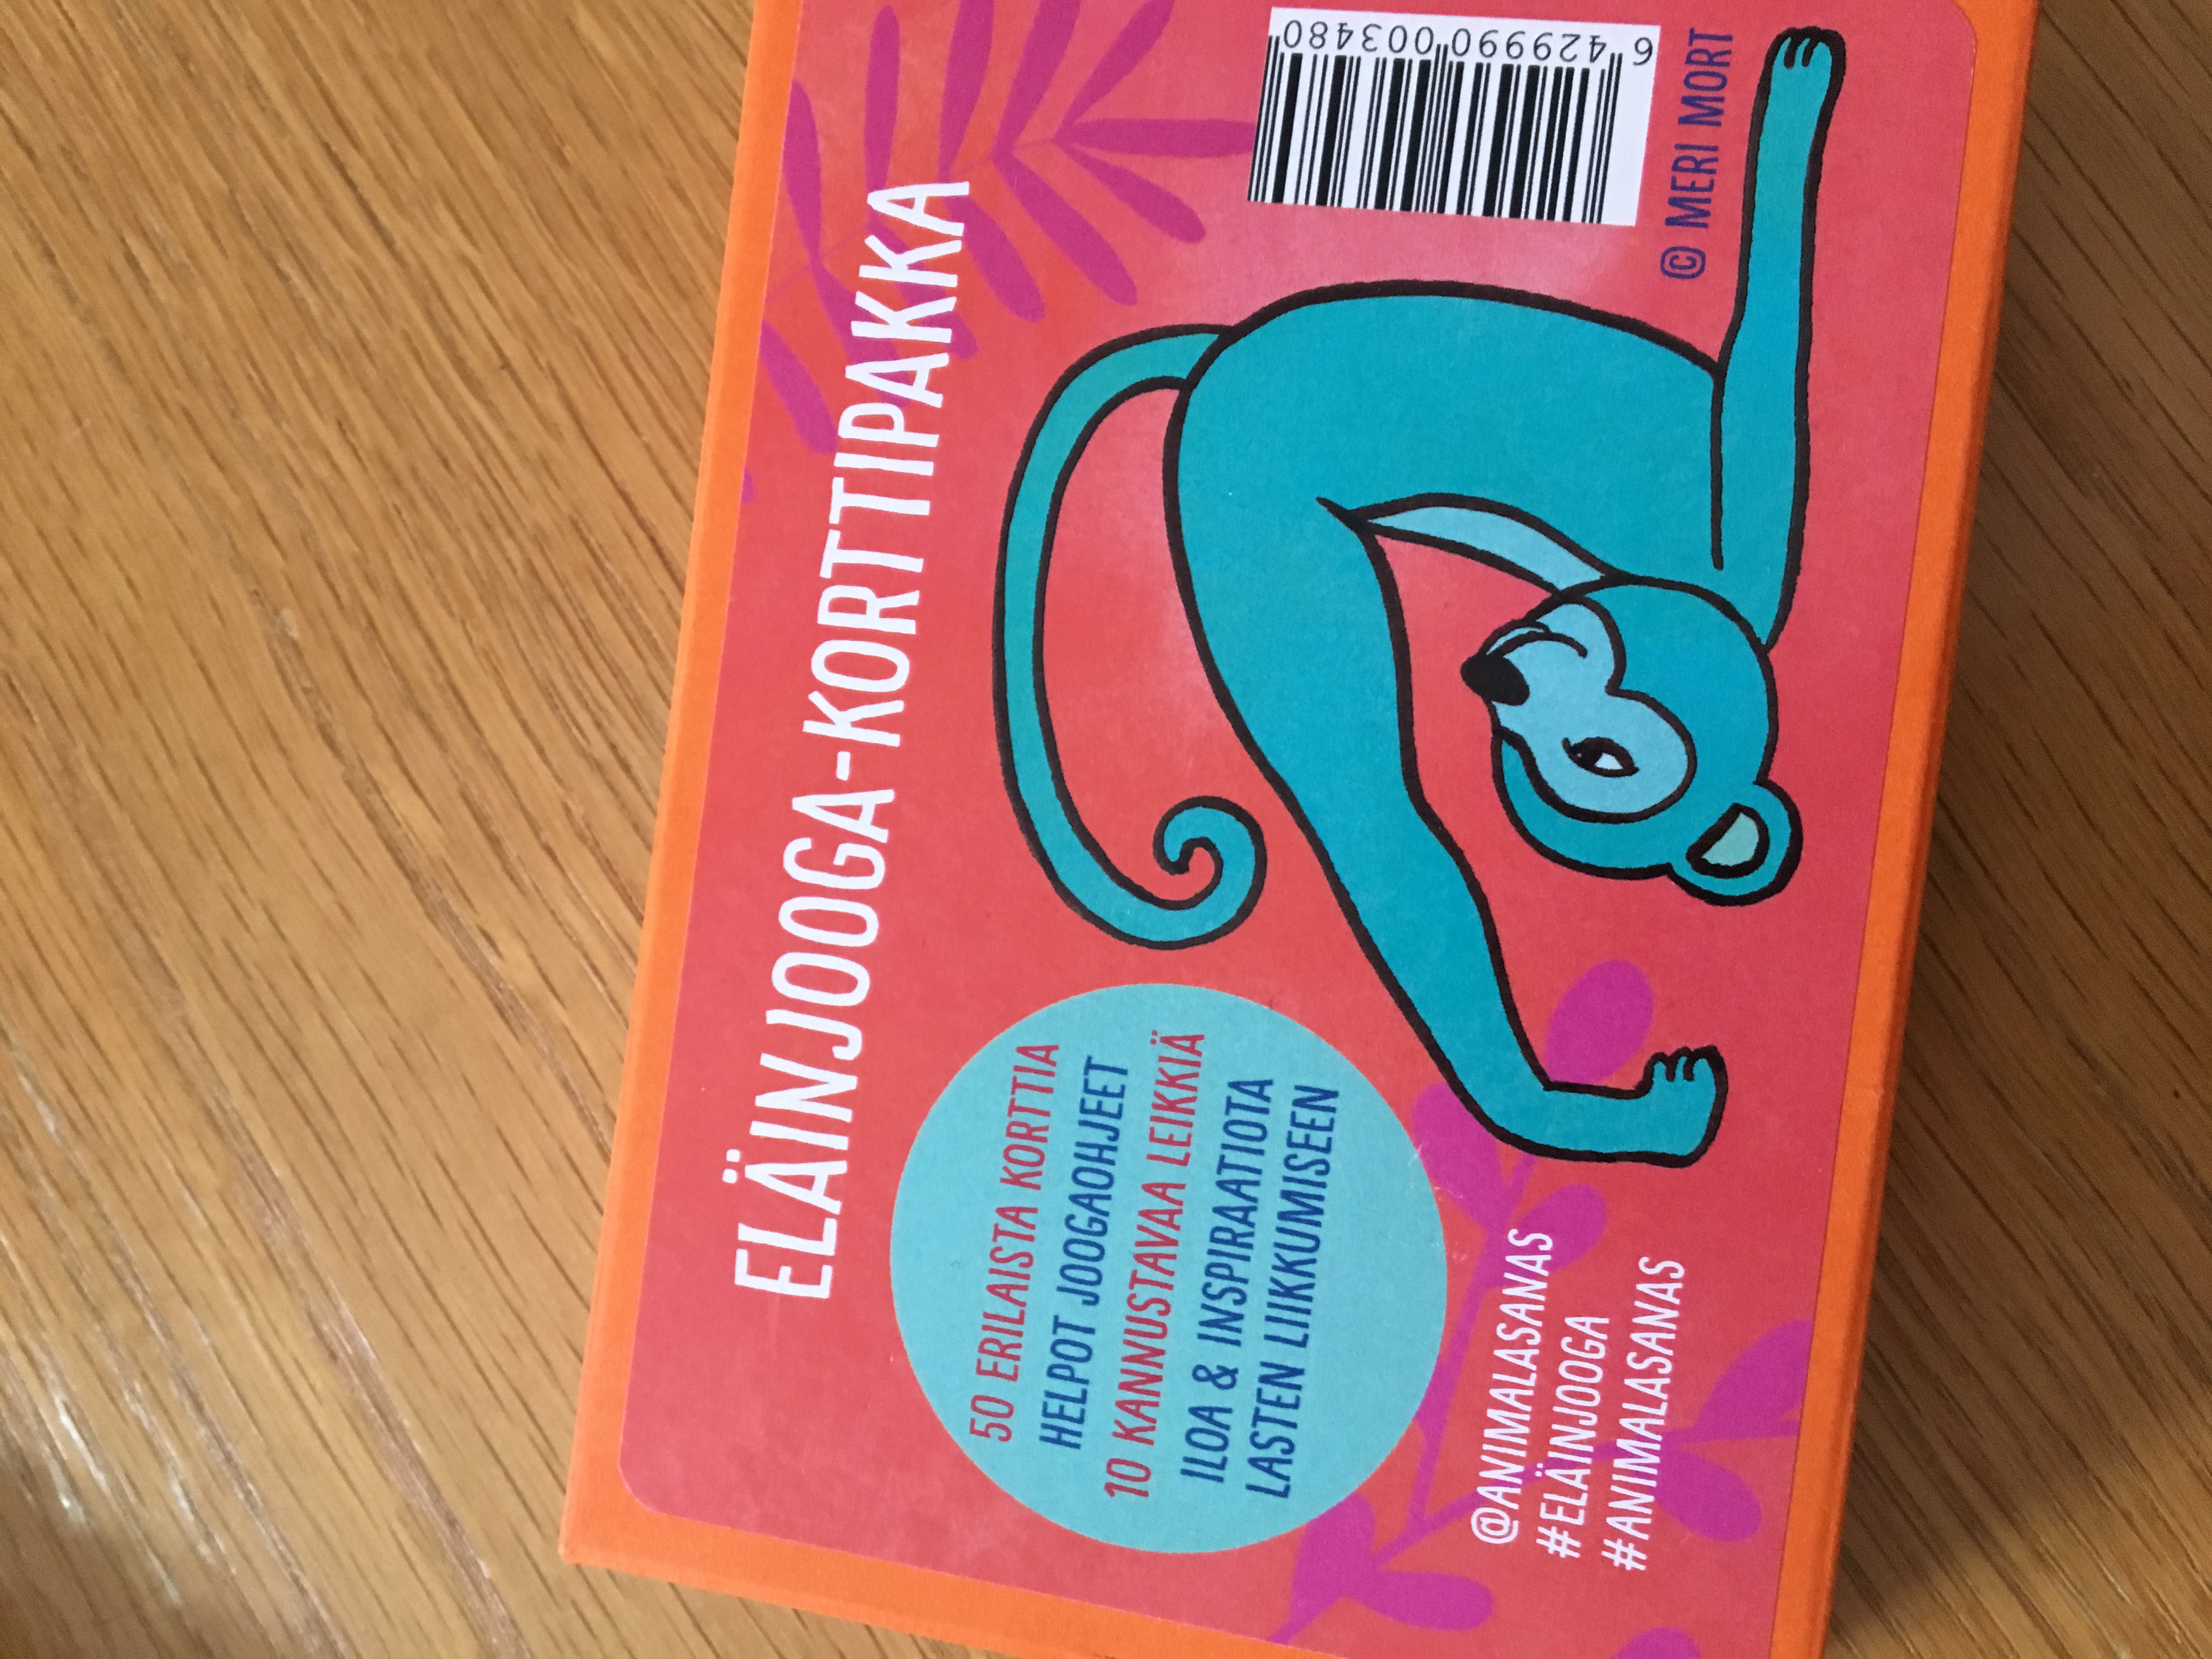 ELÄINJOOGA-KORTTIPAKKA
50 ERILAISTA KORTTIA
HELPOT JOOGAOHJEET
10 KANNUSTAVAA LEIKKIÄ
ILOA & INSPIRAATIOTA
LASTEN LIIKKUMISEEN
@ANIMALASANAS
#ELÄINJOOGA
#ANIMALASANAS
6 429990 003480
© MERI MORT